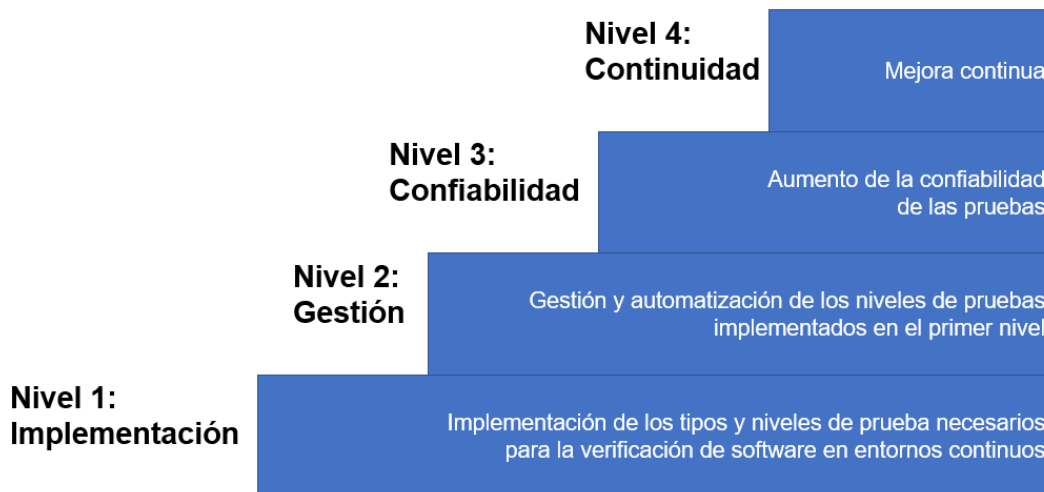 Nivel 4:
Continuidad
Mejora continua
Nivel 3:
Confiabilidad
Aumento de la confiabilidad
de las pruebas
Nivel 2:
Gestión
Gestión y automatización de los niveles de pruebas
implementados en el primer nivel
Nivel 1:
Implementación
Implementación de los tipos y niveles de prueba necesarios
para la verificación de software en entornos continuos